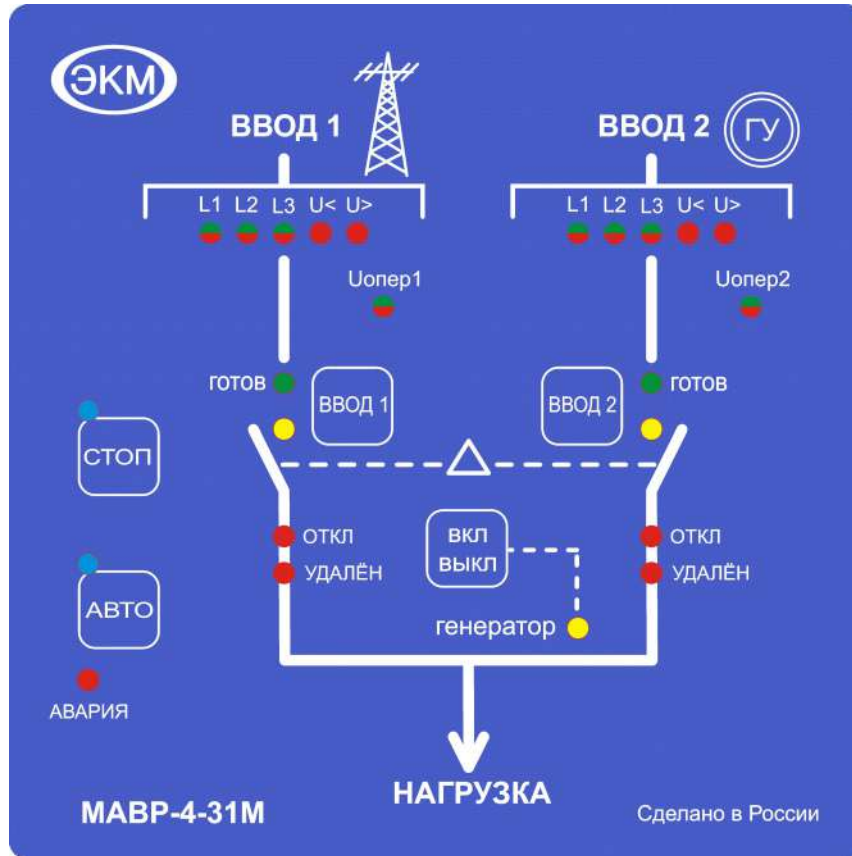 ЭКМ
ВВОД 1
ВВОД 2
ГУ
L1 L2 L3 U< U>
L1 L2 L3 U< U>
Uопер1
Uопер2
готов
ВВОД 1
ВВОД 2
готов
СТОП
ОТКЛ
ВКЛ
ВЫКЛ
ОТКЛ
УДАЛЁН
УДАЛЁН
АВТО
генератор
АВАРИЯ
НАГРУЗКА
МАВР-4-31М
Сделано в России